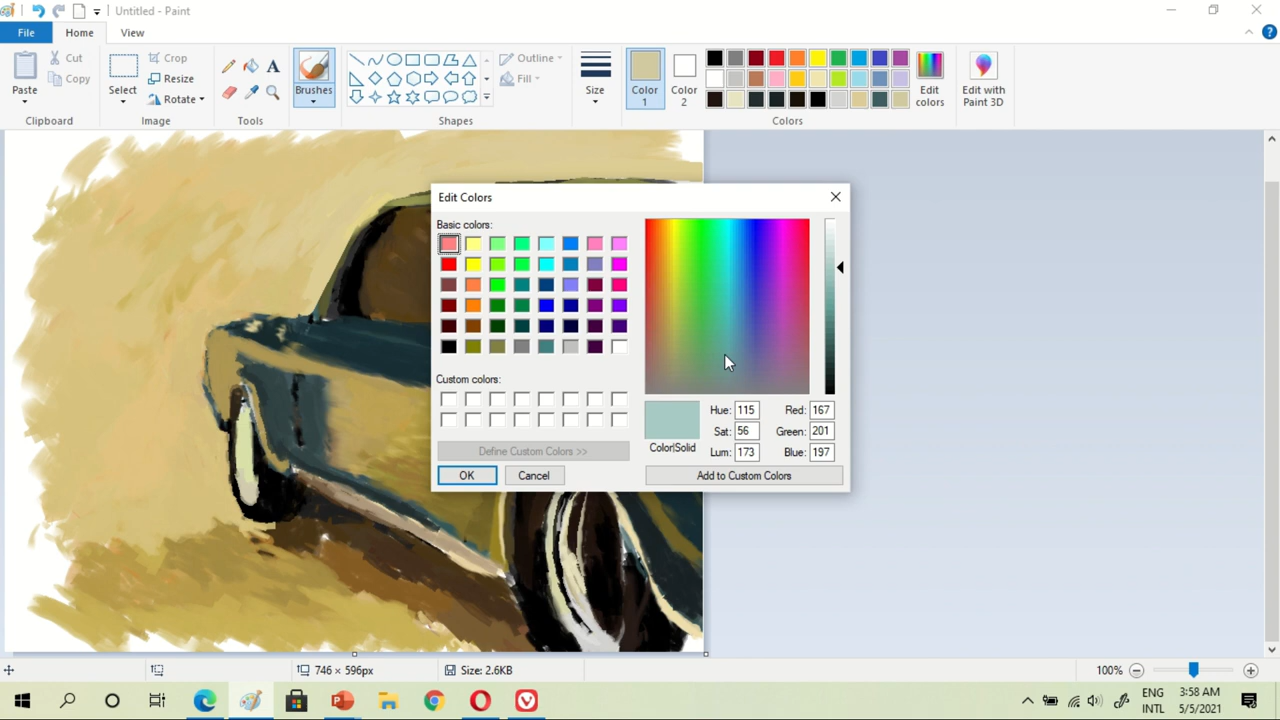 Untitled - Paint
File
Home
View
Paste
Cut
Copy
Clipboard
Select
Crop
Resize
Rotate
Image
A
Tools
Brushes
Outline
Fill
Shapes
Size
Color 1
Color 2
Edit colors
Colors
Edit with Paint 3D
Edit Colors
Basic colors:
Custom colors:
Define Custom Colors >>
OK
Cancel
Color|Solid
Hue: 115
Sat: 56
Lum: 173
Red: 167
Green: 201
Blue: 197
Add to Custom Colors
746 × 596px
Size: 2.6KB
100%
ENG
INTL
3:58 AM
5/5/2021